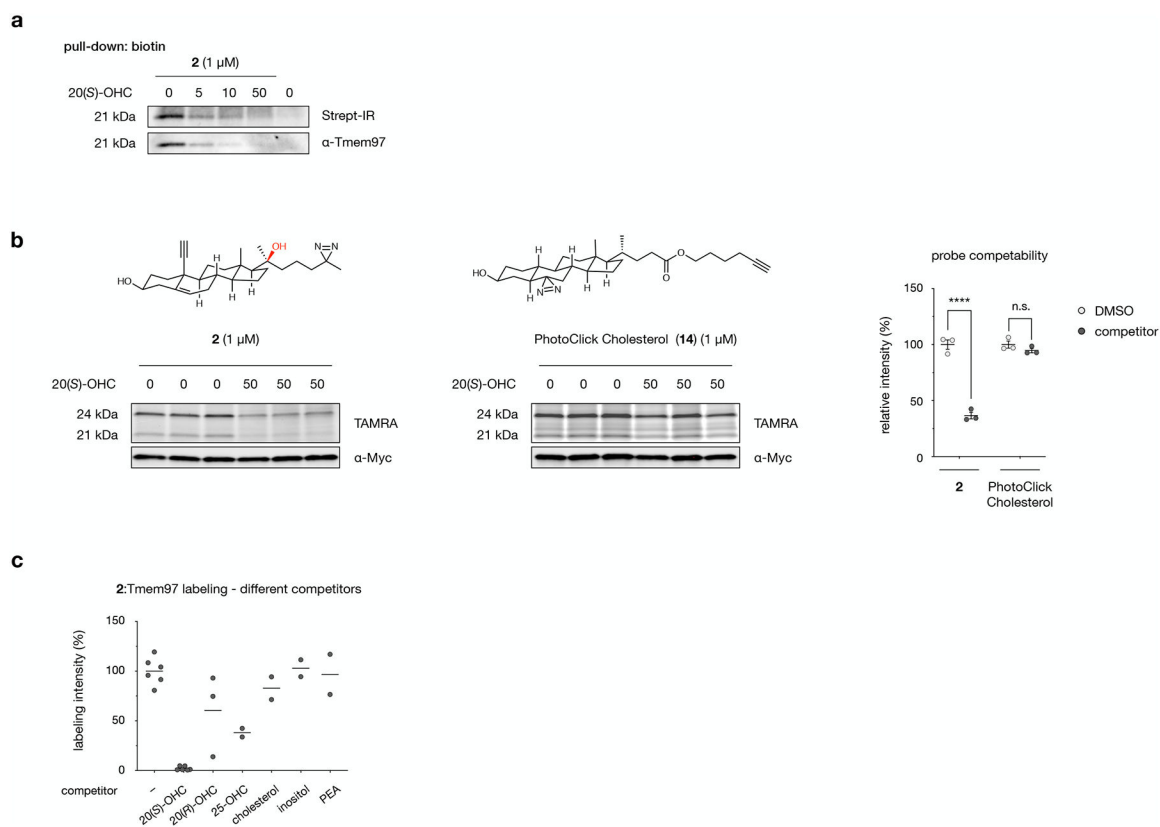 a
pull-down: biotin
2 (1 µM)
20(S)-OHC 0 5 10 50 0
21 kDa Strept-IR
21 kDa α-Tmem97
b
OH
N=N
H
H
HO
H
H
H
H
HO
N=N
H
H
O
O
2 (1 µM)
PhotoClick Cholesterol (14) (1 µM)
20(S)-OHC 0 0 0 50 50 50
24 kDa
21 kDa
TAMRA
α-Myc
20(S)-OHC 0 0 0 50 50 50
24 kDa
21 kDa
TAMRA
α-Myc
probe competability
relative intensity (%)
150
100
50
0
****
n.s.
DMSO
competitor
2
PhotoClick
Cholesterol
c
2:Tmem97 labeling - different competitors
labeling intensity (%)
150
100
50
0
competitor
– 20(S)-OHC 20(R)-OHC 25-OHC cholesterol inositol PEA